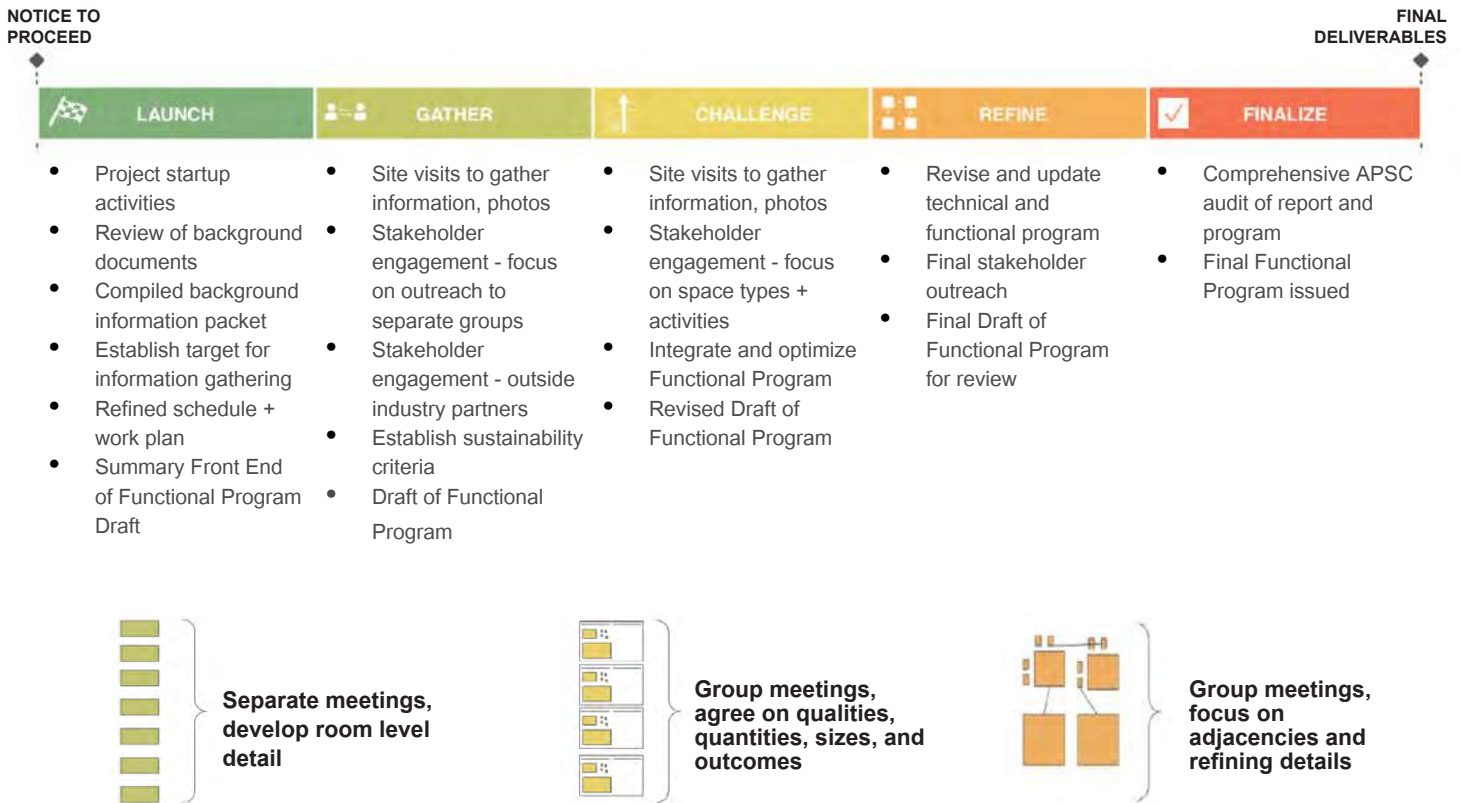 NOTICE TO
PROCEED
FINAL
DELIVERABLES
LAUNCH
GATHER
CHALLENGE
REFINE
FINALIZE
• Project startup
activities
• Review of background
documents
• Compiled background
information packet
• Establish target for
information gathering
• Refined schedule +
work plan
• Summary Front End
of Functional Program
Draft
• Site visits to gather
information, photos
• Stakeholder
engagement - focus
on outreach to
separate groups
• Stakeholder
engagement - outside
industry partners
• Establish sustainability
criteria
• Draft of Functional
Program
• Site visits to gather
information, photos
• Stakeholder
engagement - focus
on space types +
activities
• Integrate and optimize
Functional Program
• Revised Draft of
Functional Program
• Revise and update
technical and
functional program
• Final stakeholder
outreach
• Final Draft of
Functional Program
for review
• Comprehensive APSC
audit of report and
program
• Final Functional
Program issued
Separate meetings,
develop room level
detail
Group meetings,
agree on qualities,
quantities, sizes, and
outcomes
Group meetings,
focus on
adjacencies and
refining details